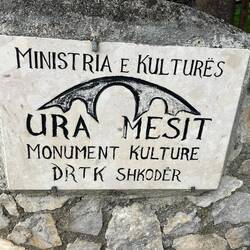 MINISTRIA E KULTURËS
URA MESIT
MONUMENT KULTURE
DRTK SHKODËR